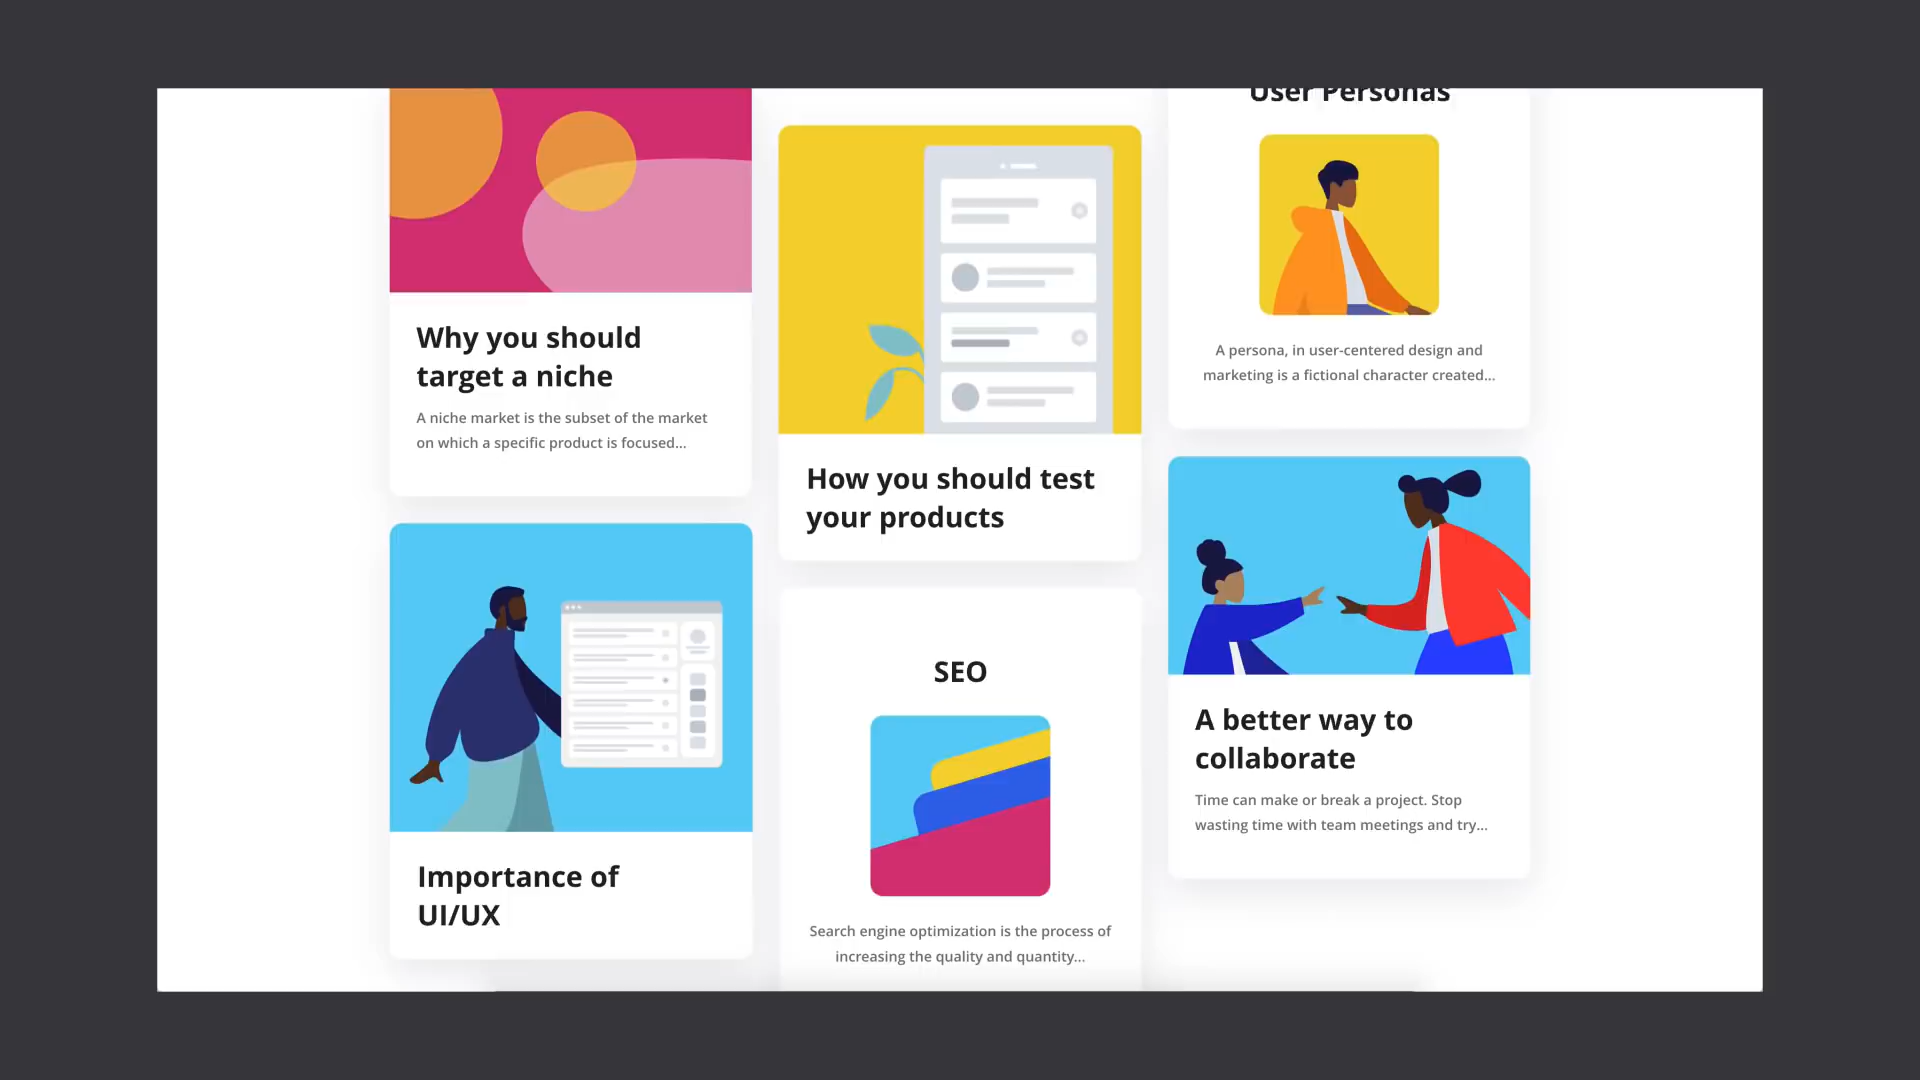 Why you should
target a niche
A niche market is the subset of the market
on which a specific product is focused...
Importance of
UI/UX
How you should test
your products
SEO
Search engine optimization is the process of
increasing the quality and quantity...
User Personas
A persona, in user-centered design and
marketing is a fictional character created...
A better way to
collaborate
Time can make or break a project. Stop
wasting time with team meetings and try...